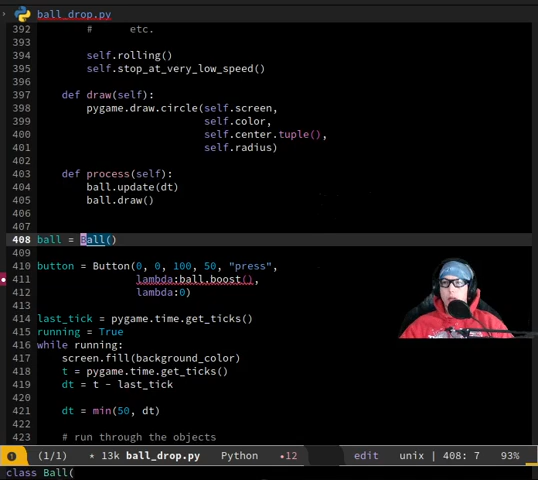 ball_drop.py
392 # etc.
393
394 self.rolling()
395 self.stop_at_very_low_speed()
396
397 def draw(self):
398 pygame.draw.circle(self.screen,
399 self.color,
400 self.center.tuple(),
401 self.radius)
402
403 def process(self):
404 ball.update(dt)
405 ball.draw()
406
407
408 ball = Ball()
409
410 button = Button(0, 0, 100, 50, "press",
411 lambda:ball.boost(),
412 lambda:0)
413
414 last_tick = pygame.time.get_ticks()
415 running = True
416 while running:
417 screen.fill(background_color)
418 t = pygame.time.get_ticks()
419 dt = t - last_tick
420
421 dt = min(50, dt)
422
423 # run through the objects
(1/1) * 13k ball_drop.py Python •12 edit unix | 408: 7 93%
class Ball(